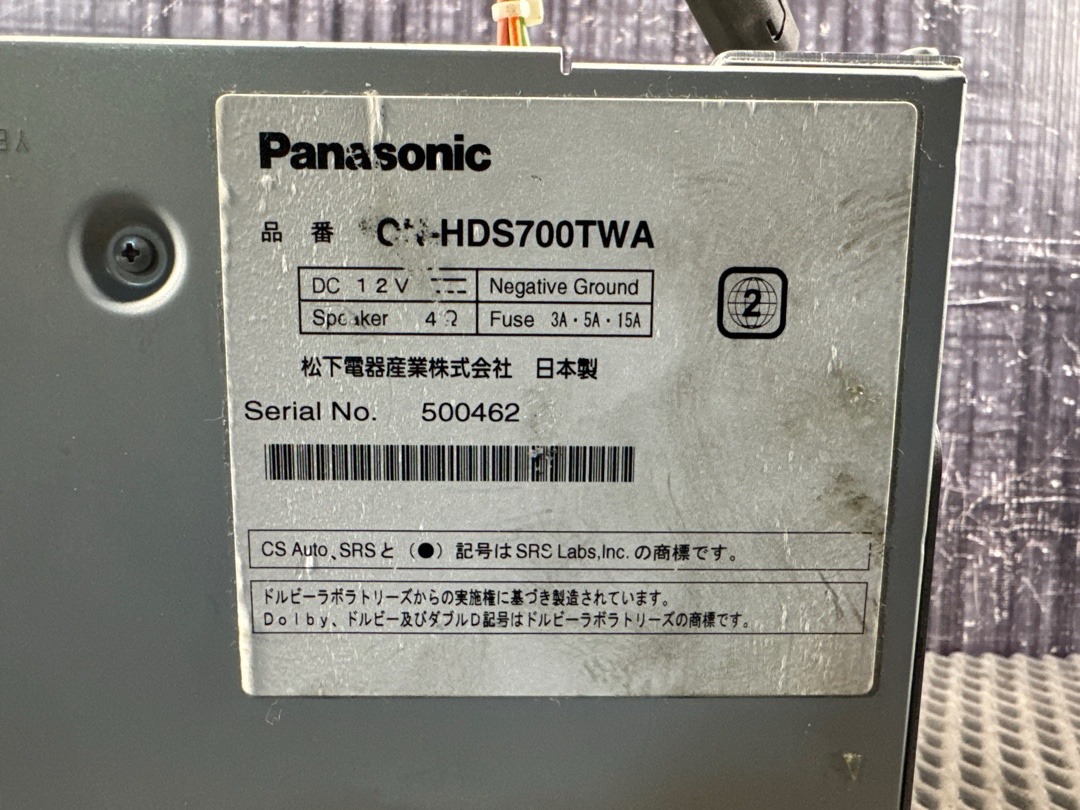 Panasonic
品 番 CN-HDS700TWA
DC 12V Negative Ground
Speaker 4Ω Fuse 3A・5A・15A
2
松下電器産業株式会社 日本製
Serial No. 500462
CS Auto、SRSと（●）記号はSRS Labs,Inc.の商標です。
ドルビーラボラトリーズからの実施権に基づき製造されています。
Dolby、ドルビー及びダブルD記号はドルビーラボラトリーズの商標です。